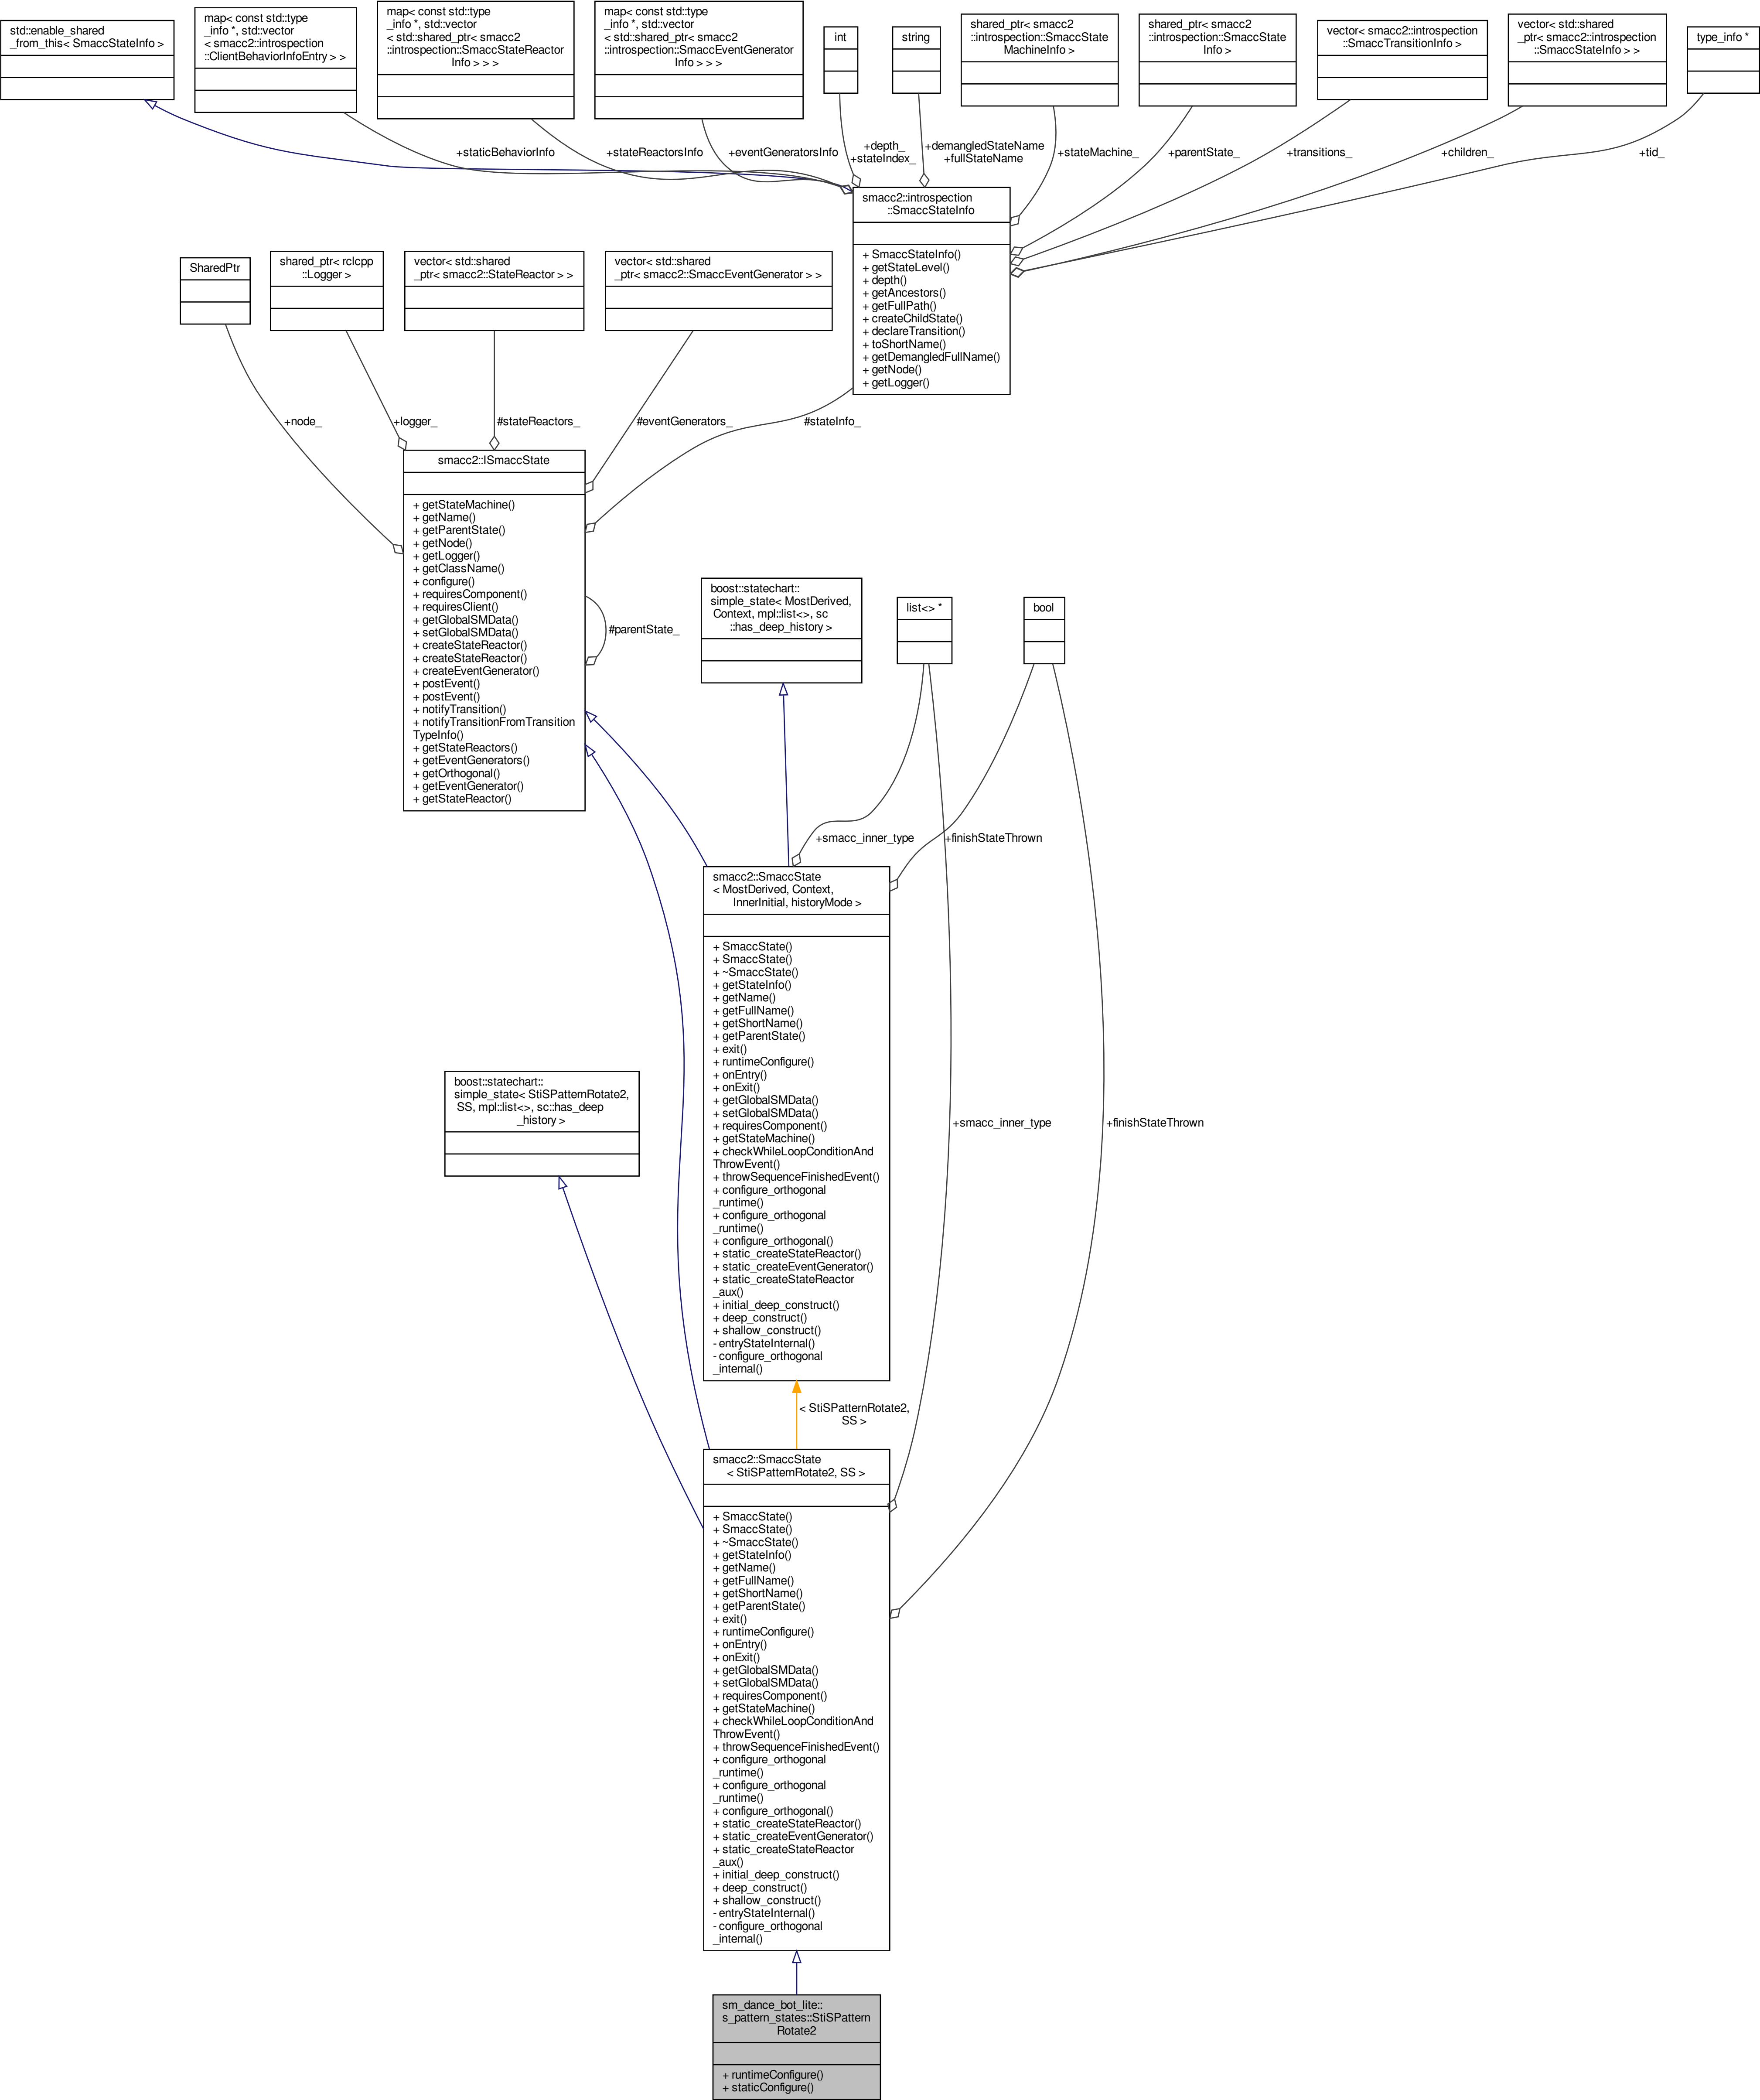 std::enable_shared
_from_this< SmaccStateInfo >
map< const std::type
_info *, std::vector
< smacc2::introspection
::ClientBehaviorInfoEntry > >
map< const std::type
_info *, std::vector
< std::shared_ptr< smacc2
::introspection::SmaccStateReactor
Info > > >
map< const std::type
_info *, std::vector
< std::shared_ptr< smacc2
::introspection::SmaccEventGenerator
Info > > >
int
string
shared_ptr< smacc2
::introspection::SmaccState
MachineInfo >
shared_ptr< smacc2
::introspection::SmaccState
Info >
vector< smacc2::introspection
::SmaccTransitionInfo >
vector< std::shared
_ptr< smacc2::introspection
::SmaccStateInfo > >
type_info *
+staticBehaviorInfo
+stateReactorsInfo
+eventGeneratorsInfo
+depth_
+stateIndex_
+demangledStateName
+fullStateName
+stateMachine_
+parentState_
+transitions_
+children_
+tid_
smacc2::introspection
::SmaccStateInfo
+ SmaccStateInfo()
+ getStateLevel()
+ depth()
+ getAncestors()
+ getFullPath()
+ createChildState()
+ declareTransition()
+ toShortName()
+ getDemangledFullName()
+ getNode()
+ getLogger()
SharedPtr
shared_ptr< rclcpp
::Logger >
vector< std::shared
_ptr< smacc2::StateReactor > >
vector< std::shared
_ptr< smacc2::SmaccEventGenerator > >
+node_
+logger_
#stateReactors_
#eventGenerators_
#stateInfo_
smacc2::ISmaccState
+ getStateMachine()
+ getName()
+ getParentState()
+ getNode()
+ getLogger()
+ getClassName()
+ configure()
+ requiresComponent()
+ requiresClient()
+ getGlobalSMData()
+ setGlobalSMData()
+ createStateReactor()
+ createStateReactor()
+ createEventGenerator()
+ postEvent()
+ postEvent()
+ notifyTransition()
+ notifyTransitionFromTransition
TypeInfo()
+ getStateReactors()
+ getEventGenerators()
+ getOrthogonal()
+ getEventGenerator()
+ getStateReactor()
#parentState_
boost::statechart::
simple_state< MostDerived,
Context, mpl::list<>, sc
::has_deep_history >
list<> *
bool
+smacc_inner_type
+finishStateThrown
smacc2::SmaccState
< MostDerived, Context,
InnerInitial, historyMode >
+ SmaccState()
+ SmaccState()
+ ~SmaccState()
+ getStateInfo()
+ getName()
+ getFullName()
+ getShortName()
+ getParentState()
+ exit()
+ runtimeConfigure()
+ onEntry()
+ onExit()
+ getGlobalSMData()
+ setGlobalSMData()
+ requiresComponent()
+ getStateMachine()
+ checkWhileLoopConditionAnd
ThrowEvent()
+ throwSequenceFinishedEvent()
+ configure_orthogonal
_runtime()
+ configure_orthogonal
_runtime()
+ configure_orthogonal()
+ static_createStateReactor()
+ static_createEventGenerator()
+ static_createStateReactor
_aux()
+ initial_deep_construct()
+ deep_construct()
+ shallow_construct()
- entryStateInternal()
- configure_orthogonal
_internal()
boost::statechart::
simple_state< StiSPatternRotate2,
SS, mpl::list<>, sc::has_deep
_history >
+smacc_inner_type
+finishStateThrown
< StiSPatternRotate2,
SS >
smacc2::SmaccState
< StiSPatternRotate2, SS >
+ SmaccState()
+ SmaccState()
+ ~SmaccState()
+ getStateInfo()
+ getName()
+ getFullName()
+ getShortName()
+ getParentState()
+ exit()
+ runtimeConfigure()
+ onEntry()
+ onExit()
+ getGlobalSMData()
+ setGlobalSMData()
+ requiresComponent()
+ getStateMachine()
+ checkWhileLoopConditionAnd
ThrowEvent()
+ throwSequenceFinishedEvent()
+ configure_orthogonal
_runtime()
+ configure_orthogonal
_runtime()
+ configure_orthogonal()
+ static_createStateReactor()
+ static_createEventGenerator()
+ static_createStateReactor
_aux()
+ initial_deep_construct()
+ deep_construct()
+ shallow_construct()
- entryStateInternal()
- configure_orthogonal
_internal()
sm_dance_bot_lite::
s_pattern_states::StiSPattern
Rotate2
+ runtimeConfigure()
+ staticConfigure()